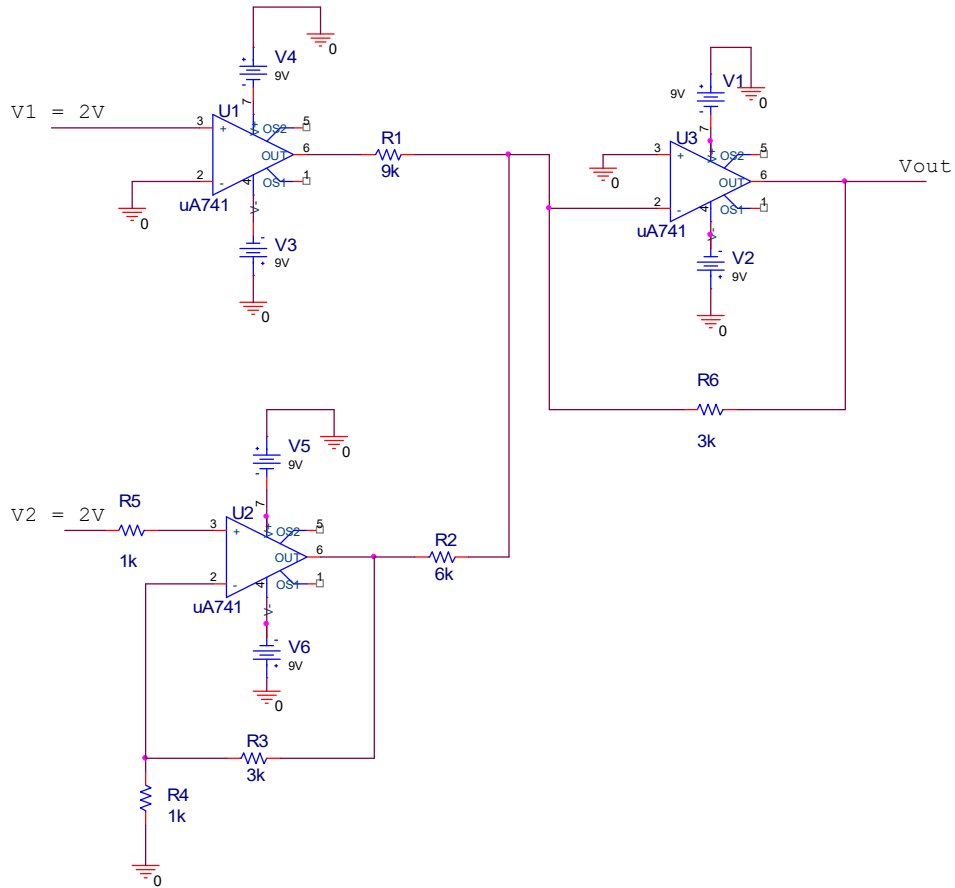 V1 = 2V
V4
9V
0
7
U1
3
+
V+
OS2
5
OUT
6
2
-
OS1
1
4
V-
uA741
0
V3
9V
0
R1
9k
V1
9V
0
7
U3
3
+
V+
OS2
5
OUT
6
2
-
OS1
1
4
V-
uA741
0
Vout
V2
9V
0
R6
3k
V5
9V
0
V2 = 2V
R5
1k
7
U2
3
+
V+
OS2
5
OUT
6
2
-
OS1
1
4
V-
uA741
R2
6k
V6
9V
0
R3
3k
R4
1k
0